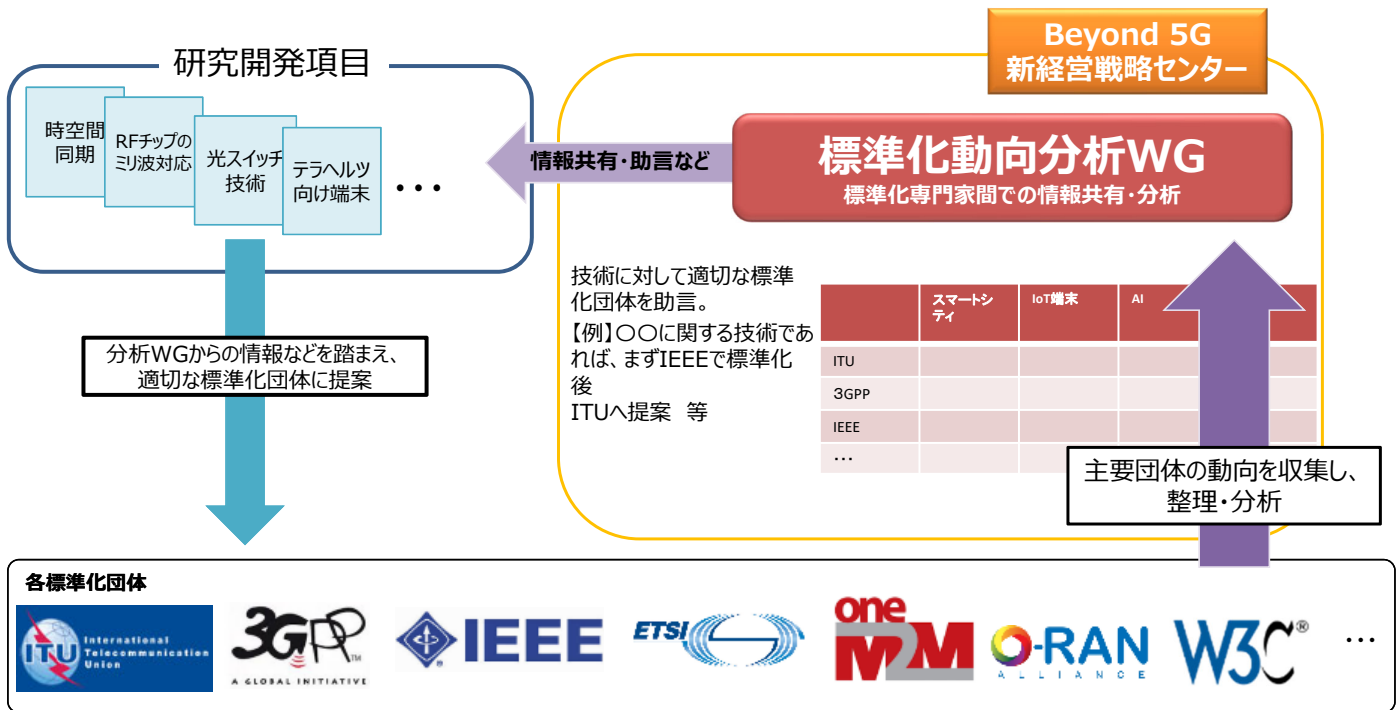 研究開発項目
時空間
同期
RFチップの
ミリ波対応
光スイッチ
技術
テラヘルツ
向け端末
・・・
Beyond 5G
新経営戦略センター
標準化動向分析WG
標準化専門家間での情報共有・分析
情報共有・助言など
技術に対して適切な標準
化団体を助言。
【例】〇〇に関する技術であ
れば、まずIEEEで標準化
後
ITUへ提案　等
スマートシ
ティ
IoT端末
AI
ITU
3GPP
IEEE
…
分析WGからの情報などを踏まえ、
適切な標準化団体に提案
主要団体の動向を収集し、
整理・分析
各標準化団体
ITU
International
Telecommunication
Union
3GPP™
A GLOBAL INITIATIVE
IEEE®
ETSI
one
M2M
O-RAN
ALLIANCE
W3C®
…